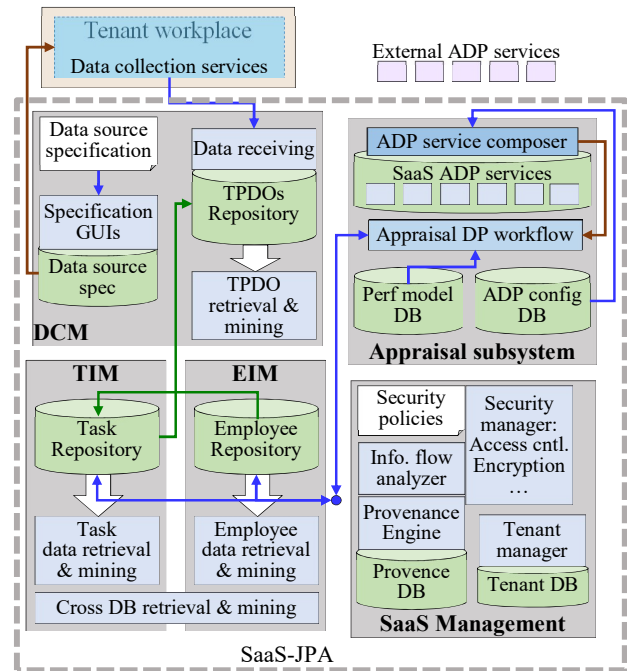 Tenant workplace
Data collection services
External ADP services
Data source
specification
Specification
GUIs
Data source
spec
DCM
Data receiving
TPDOs
Repository
TPDO
retrieval &
mining
ADP service composer
SaaS ADP services
Appraisal DP workflow
Perf model
DB
ADP config
DB
Appraisal subsystem
TIM
Task
Repository
Task
data retrieval
& mining
EIM
Employee
Repository
Employee
data retrieval
& mining
Cross DB retrieval & mining
Security
policies
Info. flow
analyzer
Provenance
Engine
Provence
DB
Security
manager:
Access cntl.
Encryption
…
Tenant
manager
Tenant DB
SaaS Management
SaaS-JPA